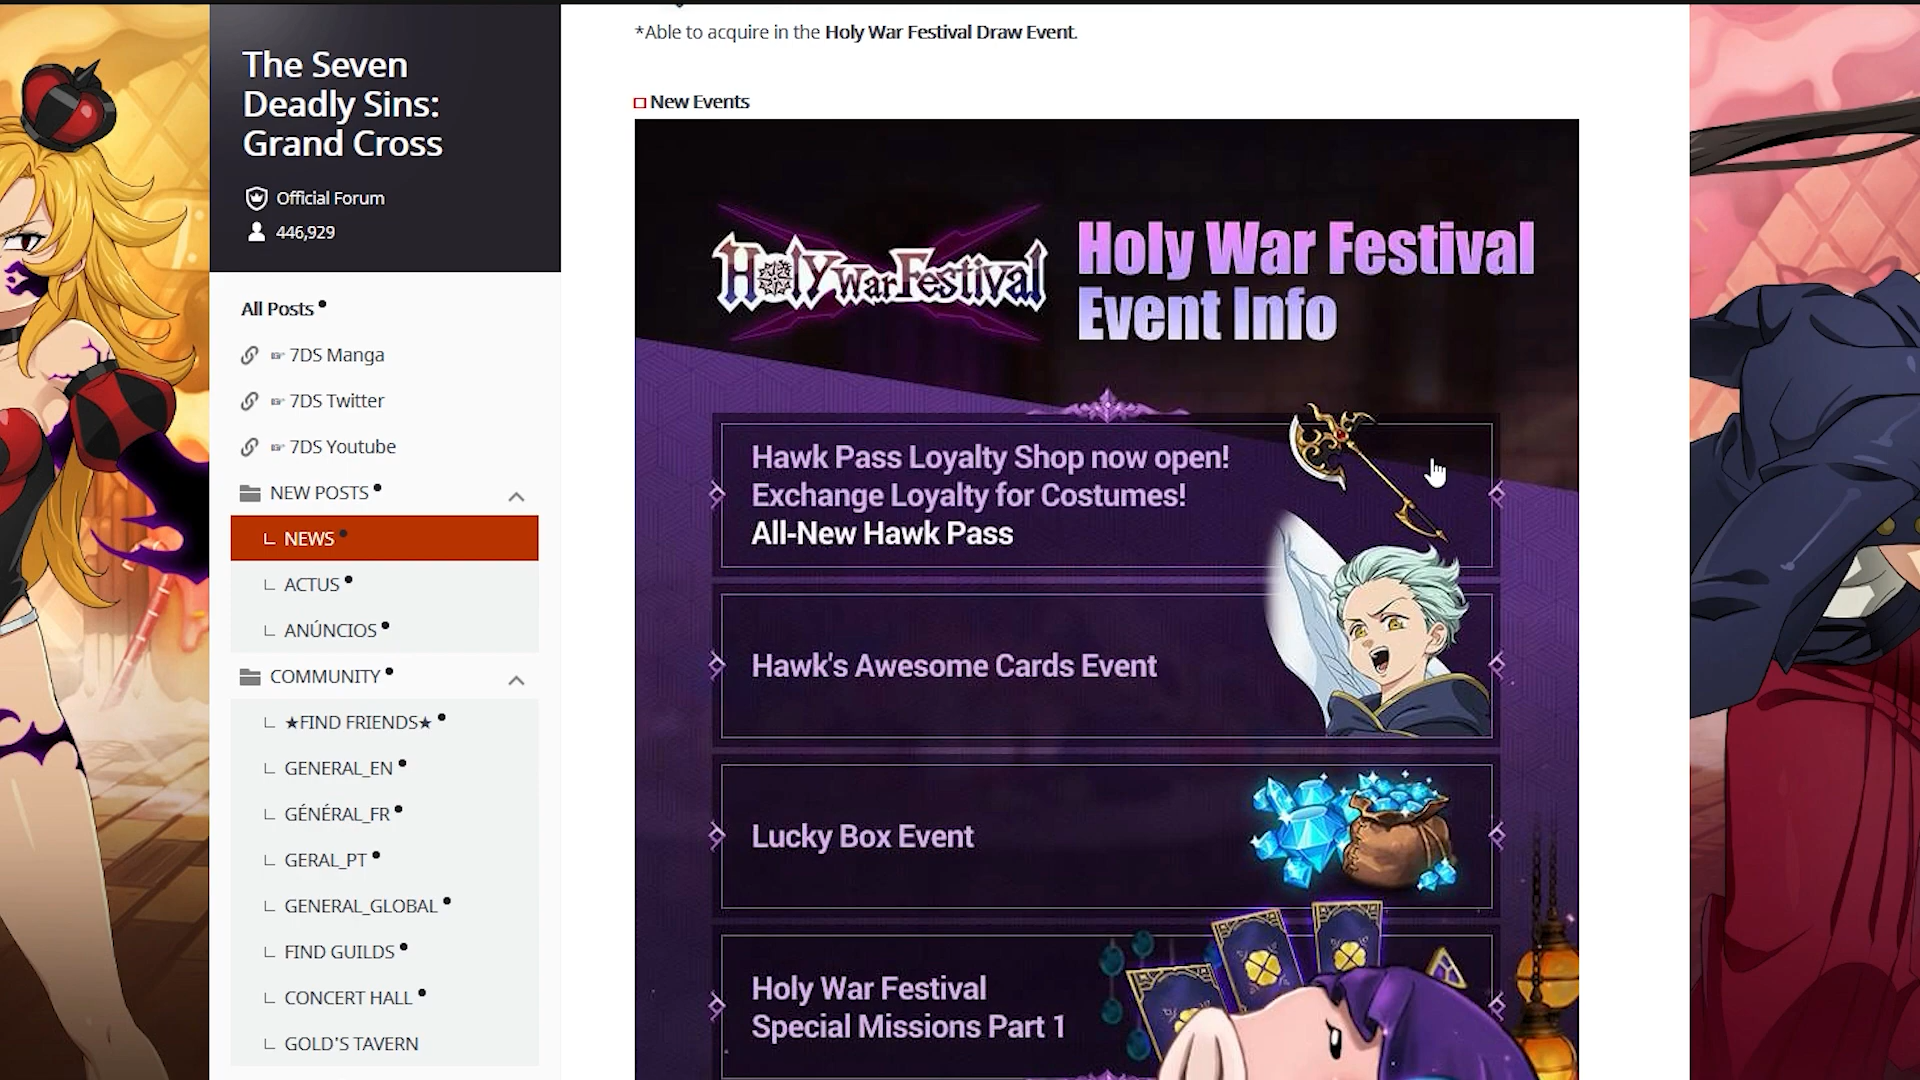 The Seven
Deadly Sins:
Grand Cross
Official Forum
446,929
All Posts
7DS Manga
7DS Twitter
7DS Youtube
NEW POSTS
NEWS
ACTUS
ANÚNCIOS
COMMUNITY
★FIND FRIENDS★
GENERAL_EN
GÉNÉRAL_FR
GERAL_PT
GENERAL_GLOBAL
FIND GUILDS
CONCERT HALL
GOLD'S TAVERN
*Able to acquire in the Holy War Festival Draw Event.
New Events
Holy War Festival
Holy War Festival
Event Info
Hawk Pass Loyalty Shop now open!
Exchange Loyalty for Costumes!
All-New Hawk Pass
Hawk's Awesome Cards Event
Lucky Box Event
Holy War Festival
Special Missions Part 1